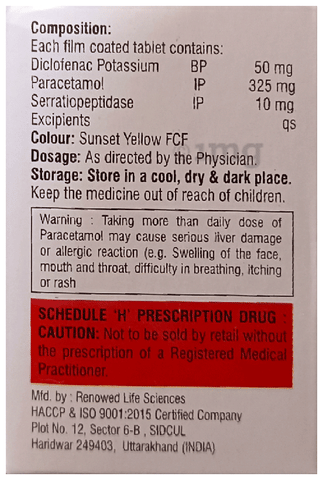 Composition:
Each film coated tablet contains:
Diclofenac Potassium BP 50 mg
Paracetamol IP 325 mg
Serratiopeptidase IP 10 mg
Excipients qs
Colour: Sunset Yellow FCF
Dosage: As directed by the Physician.
Storage: Store in a cool, dry & dark place.
Keep the medicine out of reach of children.
Warning : Taking more than daily dose of
Paracetamol may cause serious liver damage
or allergic reaction (e.g. Swelling of the face,
mouth and throat, difficulty in breathing, itching
or rash
SCHEDULE 'H' PRESCRIPTION DRUG :
CAUTION: Not to be sold by retail without
the prescription of a Registered Medical
Practitioner.
Mfd. by : Renowed Life Sciences
HACCP & ISO 9001:2015 Certified Company
Plot No. 12, Sector 6-B , SIDCUL
Haridwar 249403, Uttarakhand (INDIA)